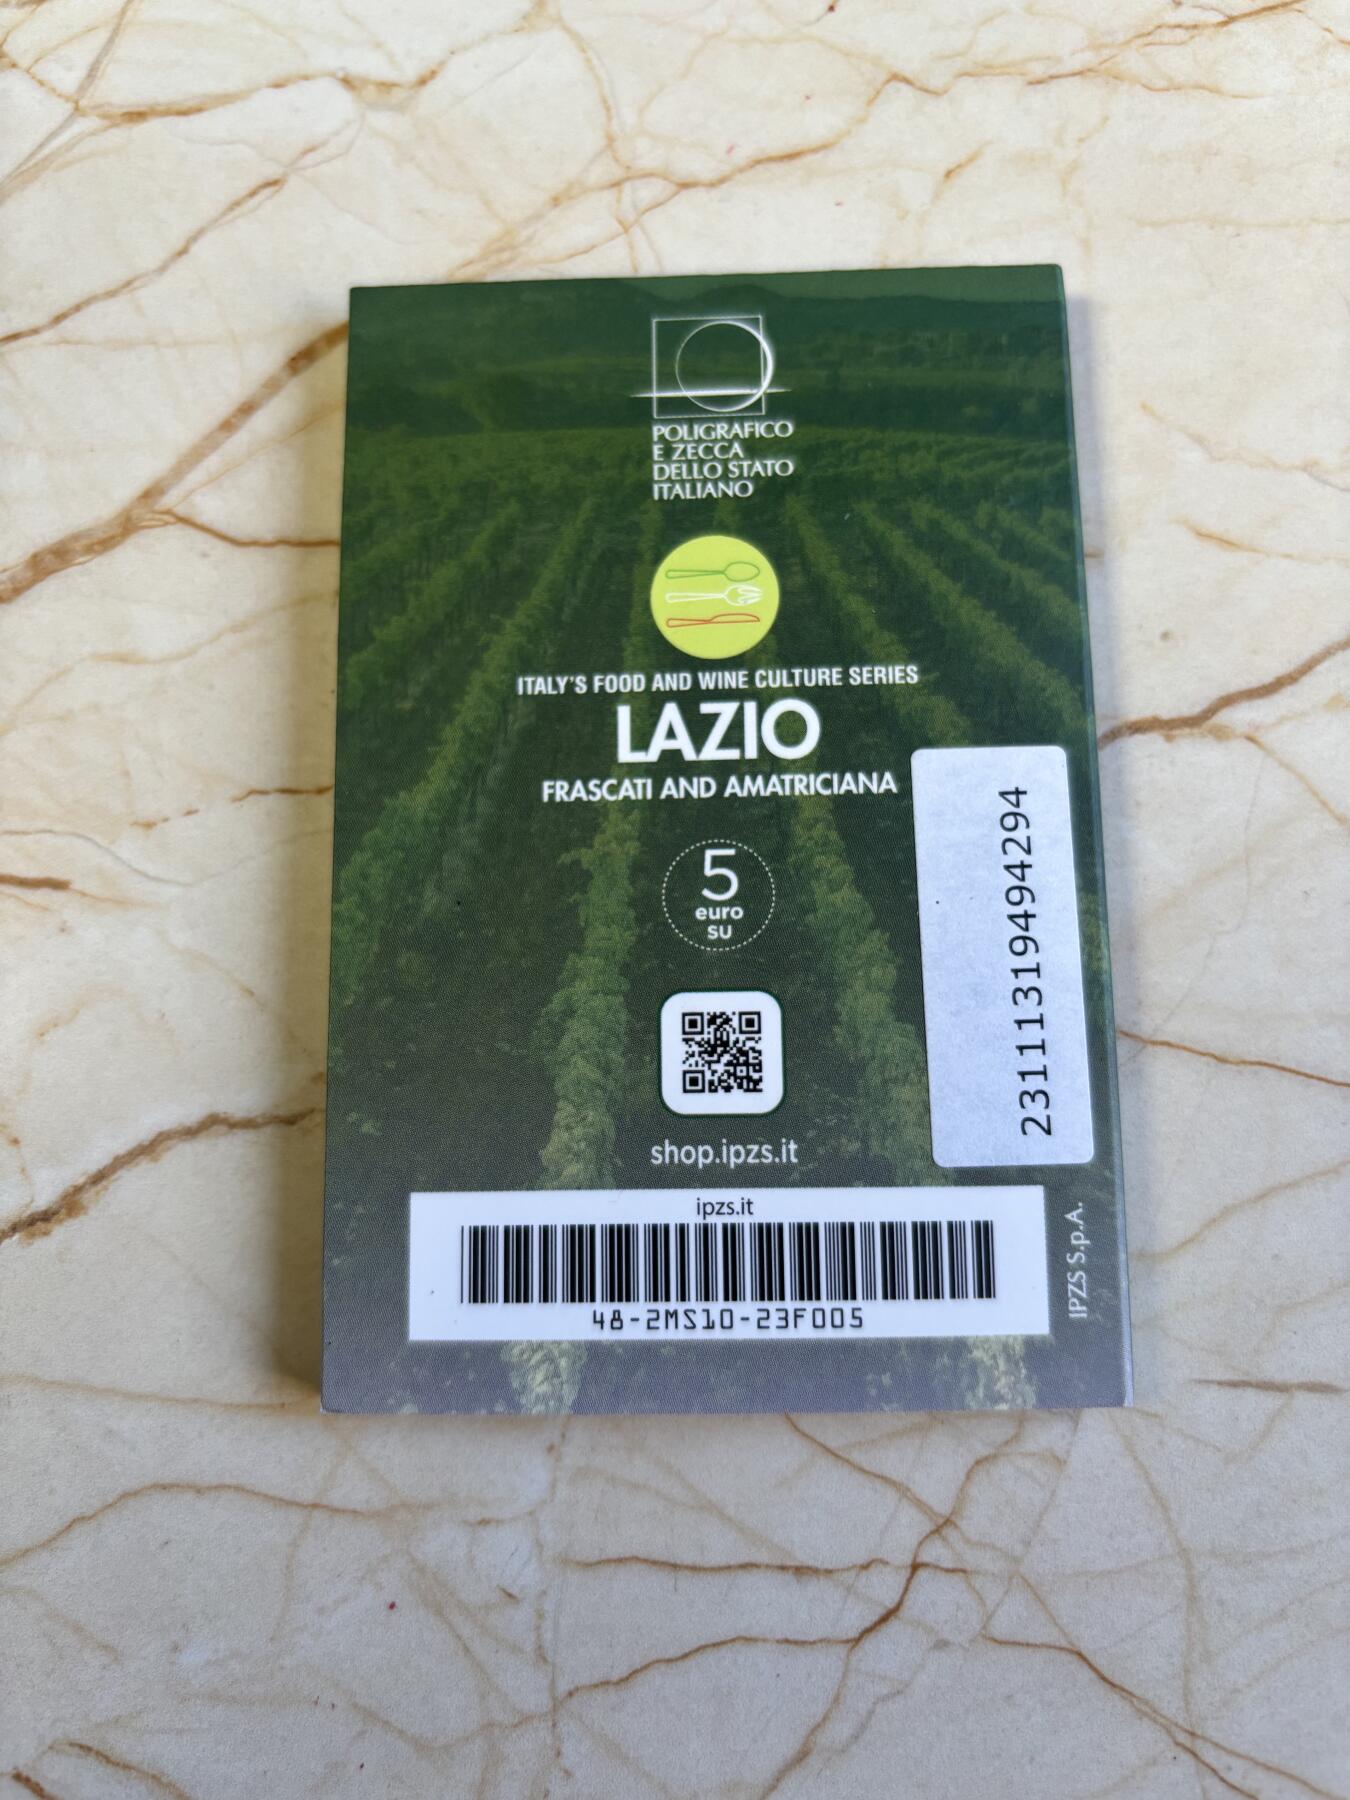 POLIGRAFICO
E ZECCA
DELLO STATO
ITALIANO
ITALY'S FOOD AND WINE CULTURE SERIES
LAZIO
FRASCATI AND AMATRICIANA
5
euro
su
shop.ipzs.it
ipzs.it
48-2MS10-23F005
23111319494294
IPZS S.p.A.